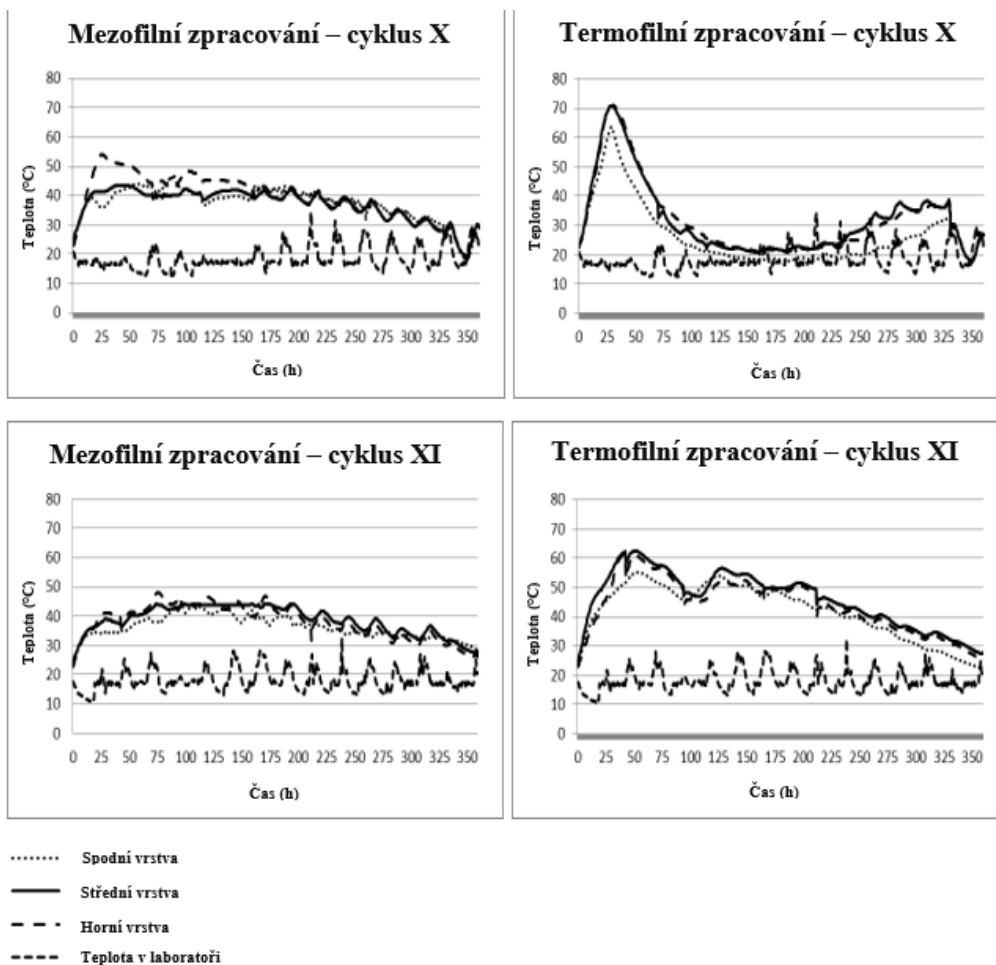 Mezofilní zpracování – cyklus X
80
70
60
50
40
30
20
10
0
Teplota (°C)
0 25 50 75 100 125 150 175 200 225 250 275 300 325 350
Čas (h)
Termofilní zpracování – cyklus X
80
70
60
50
40
30
20
10
0
Teplota (°C)
0 25 50 75 100 125 150 175 200 225 250 275 300 325 350
Čas (h)
Mezofilní zpracování – cyklus XI
80
70
60
50
40
30
20
10
0
Teplota (°C)
0 25 50 75 100 125 150 175 200 225 250 275 300 325 350
Čas (h)
Termofilní zpracování – cyklus XI
80
70
60
50
40
30
20
10
0
Teplota (°C)
0 25 50 75 100 125 150 175 200 225 250 275 300 325 350
Čas (h)
Spodní vrstva
Střední vrstva
Horní vrstva
Teplota v laboratoři